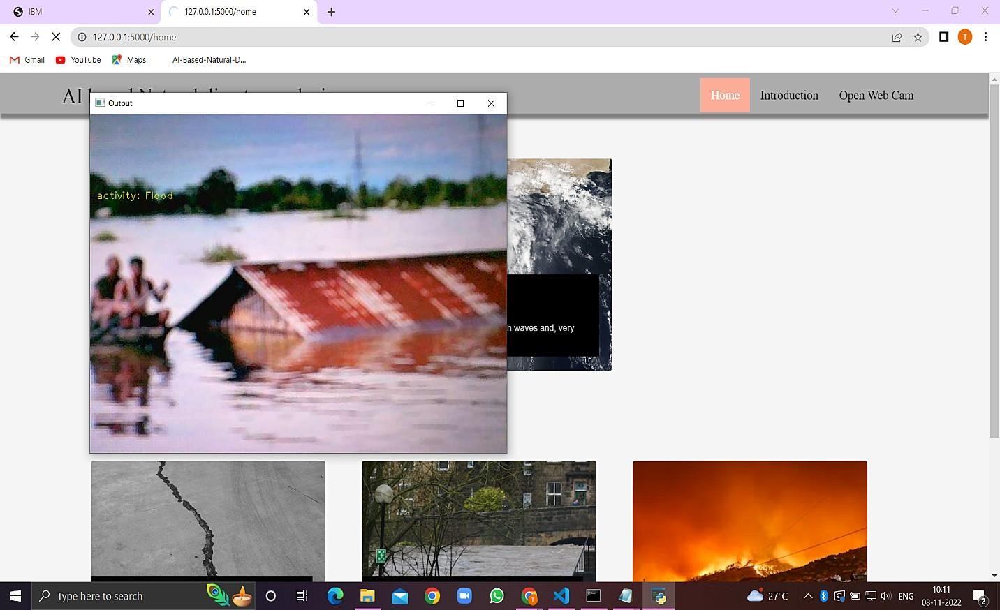 IBM
127.0.0.1:5000/home
127.0.0.1:5000/home
T
Gmail
YouTube
Maps
AI-Based-Natural-D...
AI
Home
Introduction
Open Web Cam
Output
activity: Flood
waves and, very
Type here to search
27°C
ENG
10:11
08-11-2022
2